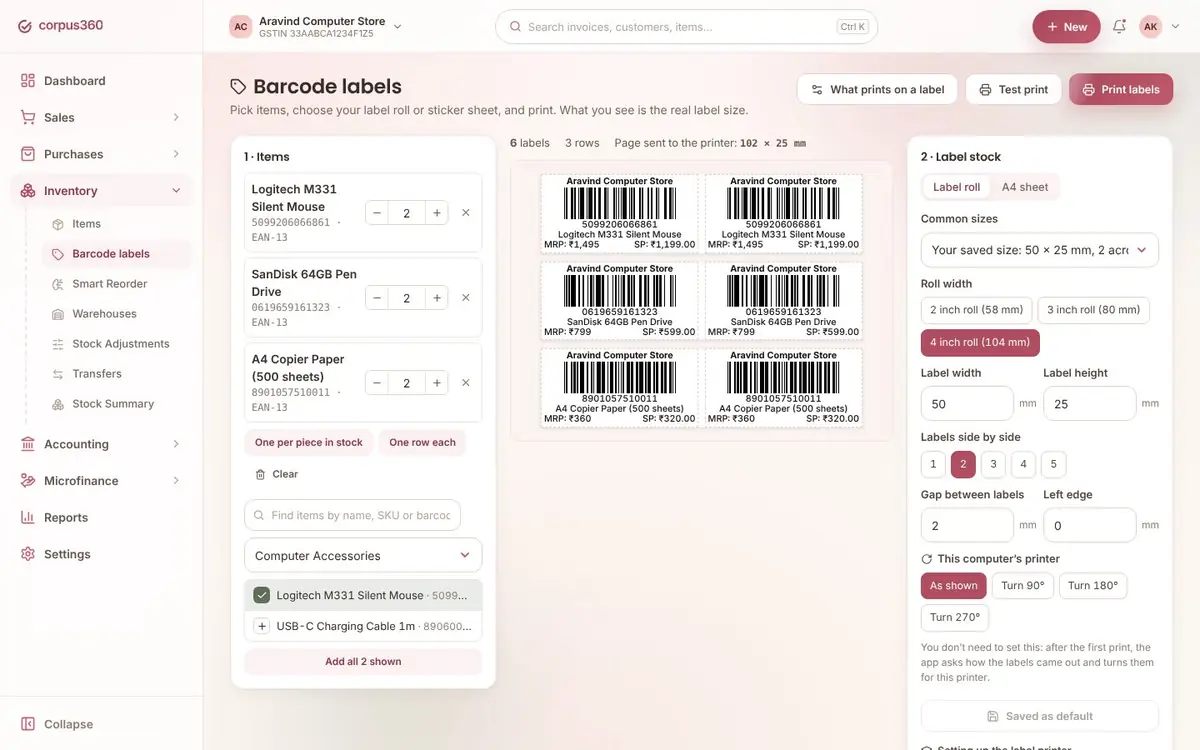 corpus360
AC
Aravind Computer Store
GSTIN 33AABCA1234F1Z5
Search invoices, customers, items...
Ctrl K
+ New
AK
Dashboard
Sales
Purchases
Inventory
Items
Barcode labels
Smart Reorder
Warehouses
Stock Adjustments
Transfers
Stock Summary
Accounting
Microfinance
Reports
Settings
Collapse
Barcode labels
Pick items, choose your label roll or sticker sheet, and print. What you see is the real label size.
What prints on a label
Test print
Print labels
1 · Items
Logitech M331
Silent Mouse
5099206066861 ·
EAN-13
− 2 + ×
SanDisk 64GB Pen
Drive
0619659161323 ·
EAN-13
− 2 + ×
A4 Copier Paper
(500 sheets)
8901057510011 ·
EAN-13
− 2 + ×
One per piece in stock
One row each
Clear
Find items by name, SKU or barcoc
Computer Accessories
Logitech M331 Silent Mouse · 5099...
+ USB-C Charging Cable 1m · 890600...
Add all 2 shown
6 labels 3 rows Page sent to the printer: 102 × 25 mm
Aravind Computer Store
5099206066861
Logitech M331 Silent Mouse
MRP: ₹1,495 SP: ₹1,199.00
Aravind Computer Store
5099206066861
Logitech M331 Silent Mouse
MRP: ₹1,495 SP: ₹1,199.00
Aravind Computer Store
0619659161323
SanDisk 64GB Pen Drive
MRP: ₹799 SP: ₹599.00
Aravind Computer Store
0619659161323
SanDisk 64GB Pen Drive
MRP: ₹799 SP: ₹599.00
Aravind Computer Store
8901057510011
A4 Copier Paper (500 sheets)
MRP: ₹360 SP: ₹320.00
Aravind Computer Store
8901057510011
A4 Copier Paper (500 sheets)
MRP: ₹360 SP: ₹320.00
2 · Label stock
Label roll
A4 sheet
Common sizes
Your saved size: 50 × 25 mm, 2 acro
Roll width
2 inch roll (58 mm)
3 inch roll (80 mm)
4 inch roll (104 mm)
Label width Label height
50 mm 25 mm
Labels side by side
1 2 3 4 5
Gap between labels Left edge
2 mm 0 mm
This computer's printer
As shown
Turn 90°
Turn 180°
Turn 270°
You don't need to set this: after the first print, the
app asks how the labels came out and turns them
for this printer.
Saved as default
Setting up the label printer